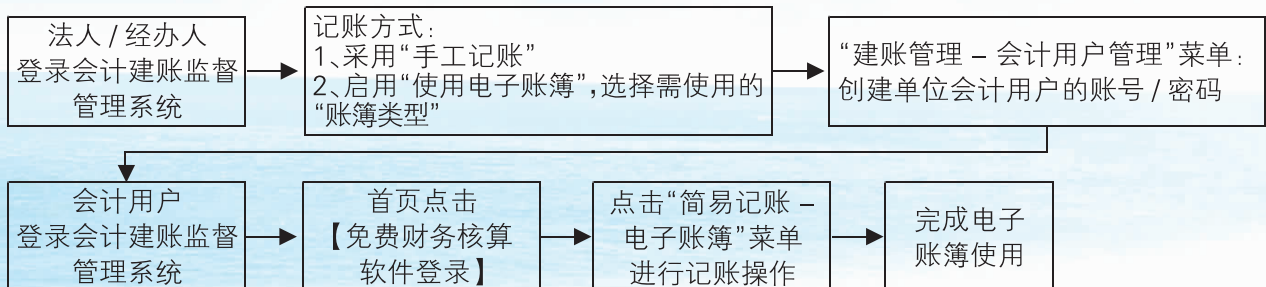 法人 / 经办人
登录会计建账监督
管理系统
记账方式：
1、采用“手工记账”
2、启用“使用电子账簿”，选择需使用的
“账簿类型”
“建账管理 – 会计用户管理”菜单：
创建单位会计用户的账号 / 密码
会计用户
登录会计建账监督
管理系统
首页点击
【免费财务核算
软件登录】
点击“简易记账 –
电子账簿”菜单
进行记账操作
完成电子
账簿使用